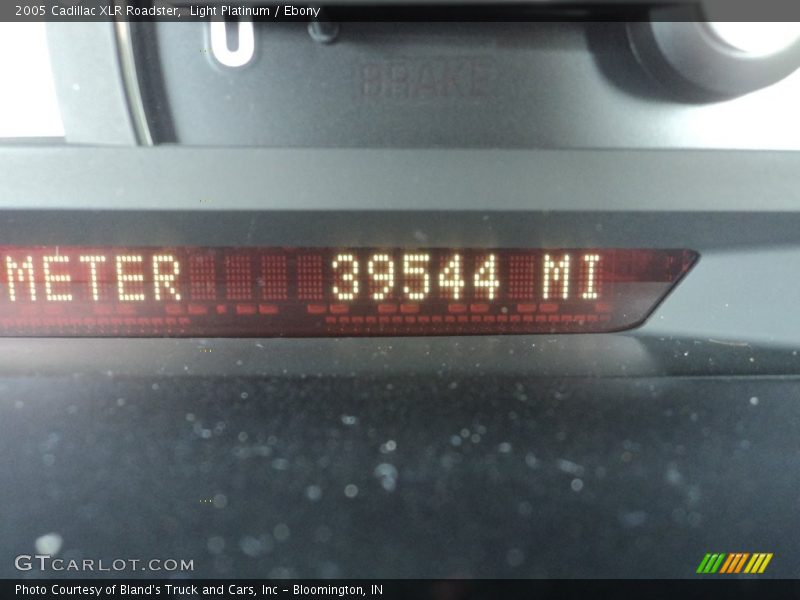 2005 Cadillac XLR Roadster, Light Platinum / Ebony
0
BRAKE
METER 39544 MI
GTCARLOT.COM
Photo Courtesy of Bland's Truck and Cars, Inc - Bloomington, IN